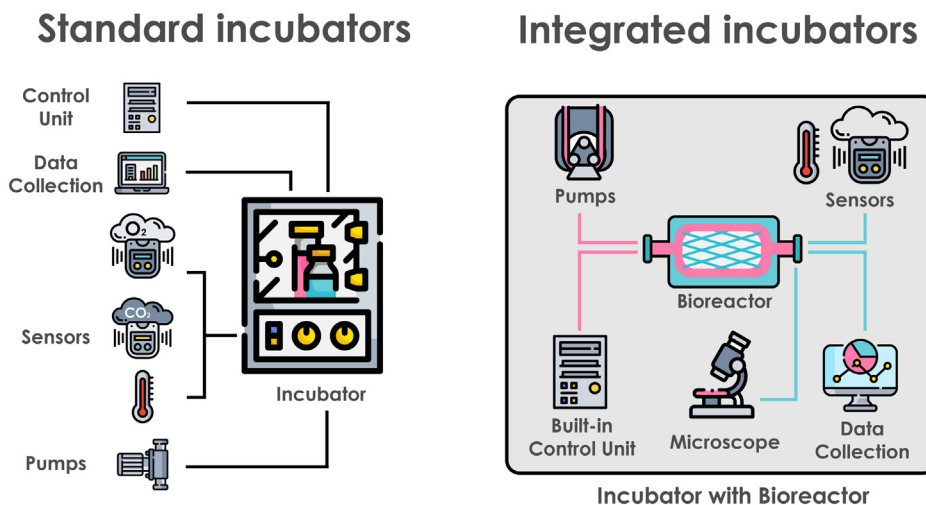 Standard incubators
Control
Unit
Data
Collection
O₂
CO₂
Sensors
Pumps
Incubator
Integrated incubators
Pumps
Sensors
Bioreactor
Built-in
Control Unit
Microscope
Data
Collection
Incubator with Bioreactor